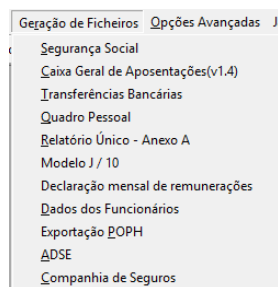 Geração de Ficheiros Opções Avançadas
Segurança Social
Caixa Geral de Aposentações(v1.4)
Transferências Bancárias
Quadro Pessoal
Relatório Único - Anexo A
Modelo J / 10
Declaração mensal de remunerações
Dados dos Funcionários
Exportação POPH
ADSE
Companhia de Seguros